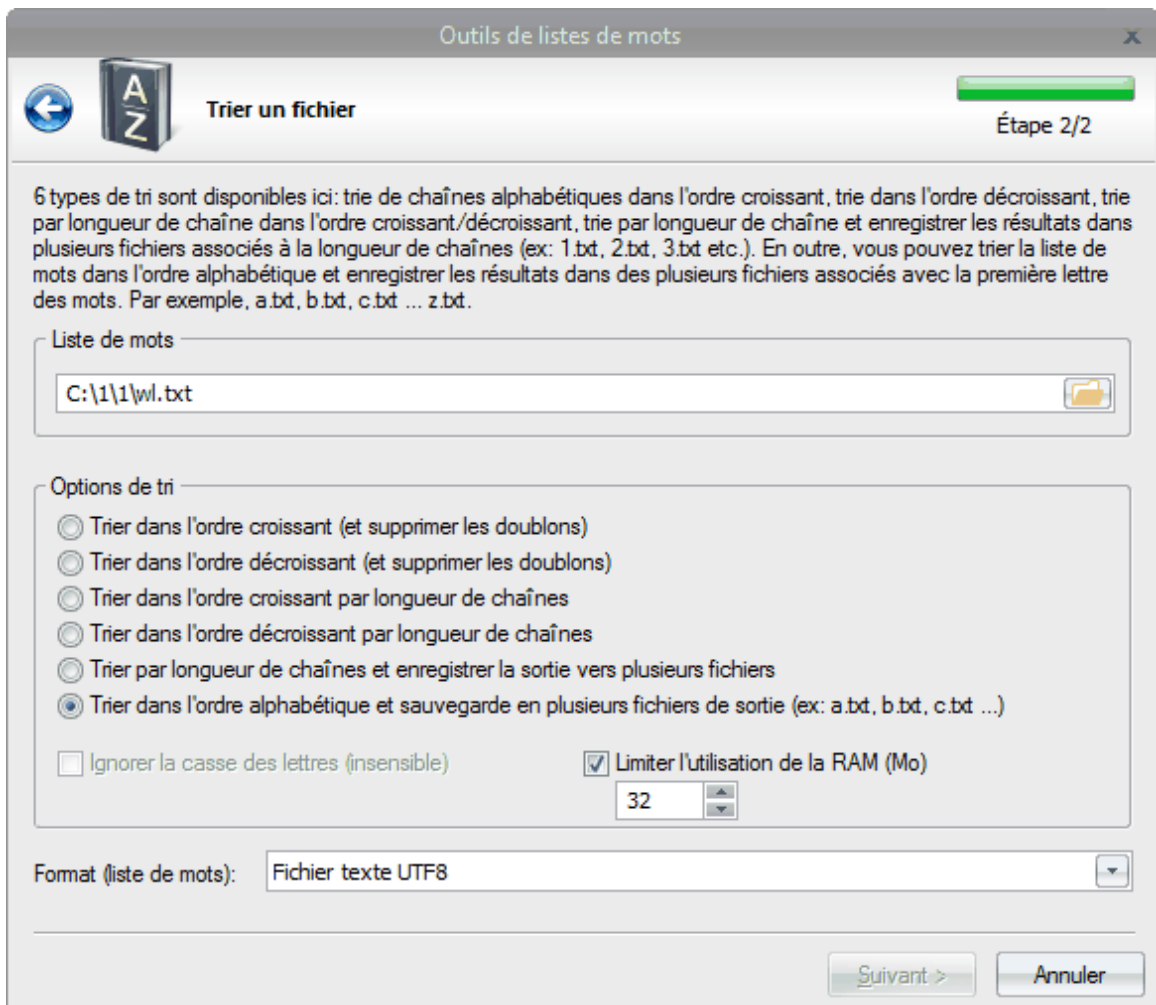 Outils de listes de mots
x
A
Z
Trier un fichier
Étape 2/2
6 types de tri sont disponibles ici: trie de chaînes alphabétiques dans l'ordre croissant, trie dans l'ordre décroissant, trie
par longueur de chaîne dans l'ordre croissant/décroissant, trie par longueur de chaîne et enregistrer les résultats dans
plusieurs fichiers associés à la longueur de chaînes (ex: 1.txt, 2.txt, 3.txt etc.). En outre, vous pouvez trier la liste de
mots dans l'ordre alphabétique et enregistrer les résultats dans des plusieurs fichiers associés avec la première lettre
des mots. Par exemple, a.txt, b.txt, c.txt ... z.txt.
Liste de mots
C:\1\1\wl.txt
Options de tri
Trier dans l'ordre croissant (et supprimer les doublons)
Trier dans l'ordre décroissant (et supprimer les doublons)
Trier dans l'ordre croissant par longueur de chaînes
Trier dans l'ordre décroissant par longueur de chaînes
Trier par longueur de chaînes et enregistrer la sortie vers plusieurs fichiers
Trier dans l'ordre alphabétique et sauvegarde en plusieurs fichiers de sortie (ex: a.txt, b.txt, c.txt ...)
Ignorer la casse des lettres (insensible)
Limiter l'utilisation de la RAM (Mo)
32
Format (liste de mots):
Fichier texte UTF8
Suivant >
Annuler